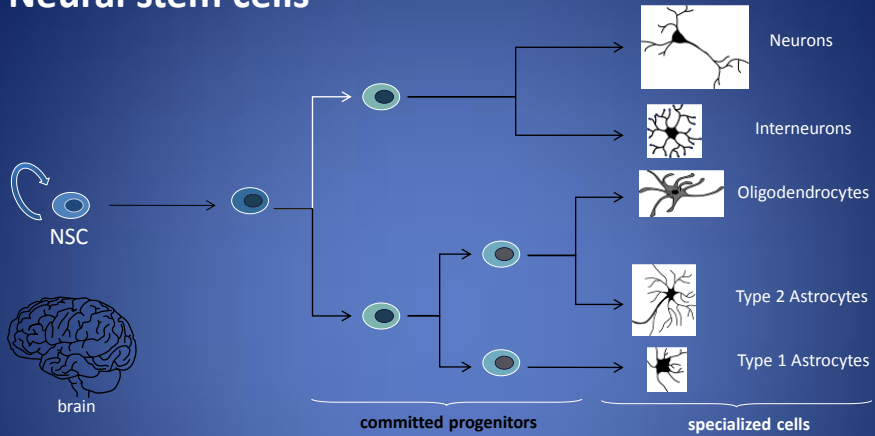 Neural stem cells
Neurons
Interneurons
Oligodendrocytes
NSC
Type 2 Astrocytes
Type 1 Astrocytes
brain
committed progenitors
specialized cells